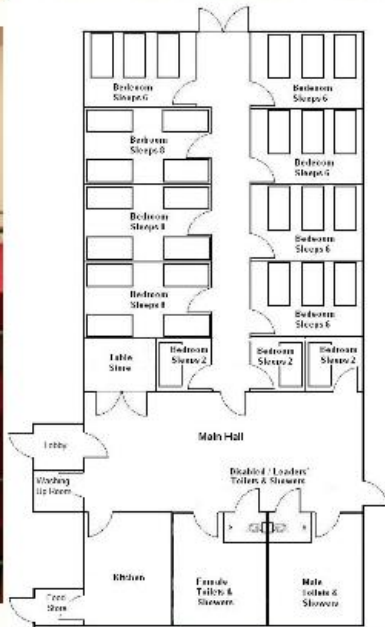 Bedroom
Sleeps 6
Bedroom
Sleeps 6
Bedroom
Sleeps 8
Bedroom
Sleeps 6
Bedroom
Sleeps 8
Bedroom
Sleeps 6
Bedroom
Sleeps 8
Bedroom
Sleeps 6
Table
Store
Bedroom
Sleeps 2
Bedroom
Sleeps 2
Bedroom
Sleeps 2
Lobby
Main Hall
Washing
Up Room
Disabled / Leaders'
Toilets & Showers
Kitchen
Female
Toilets &
Showers
Male
Toilets &
Showers
Food
Store